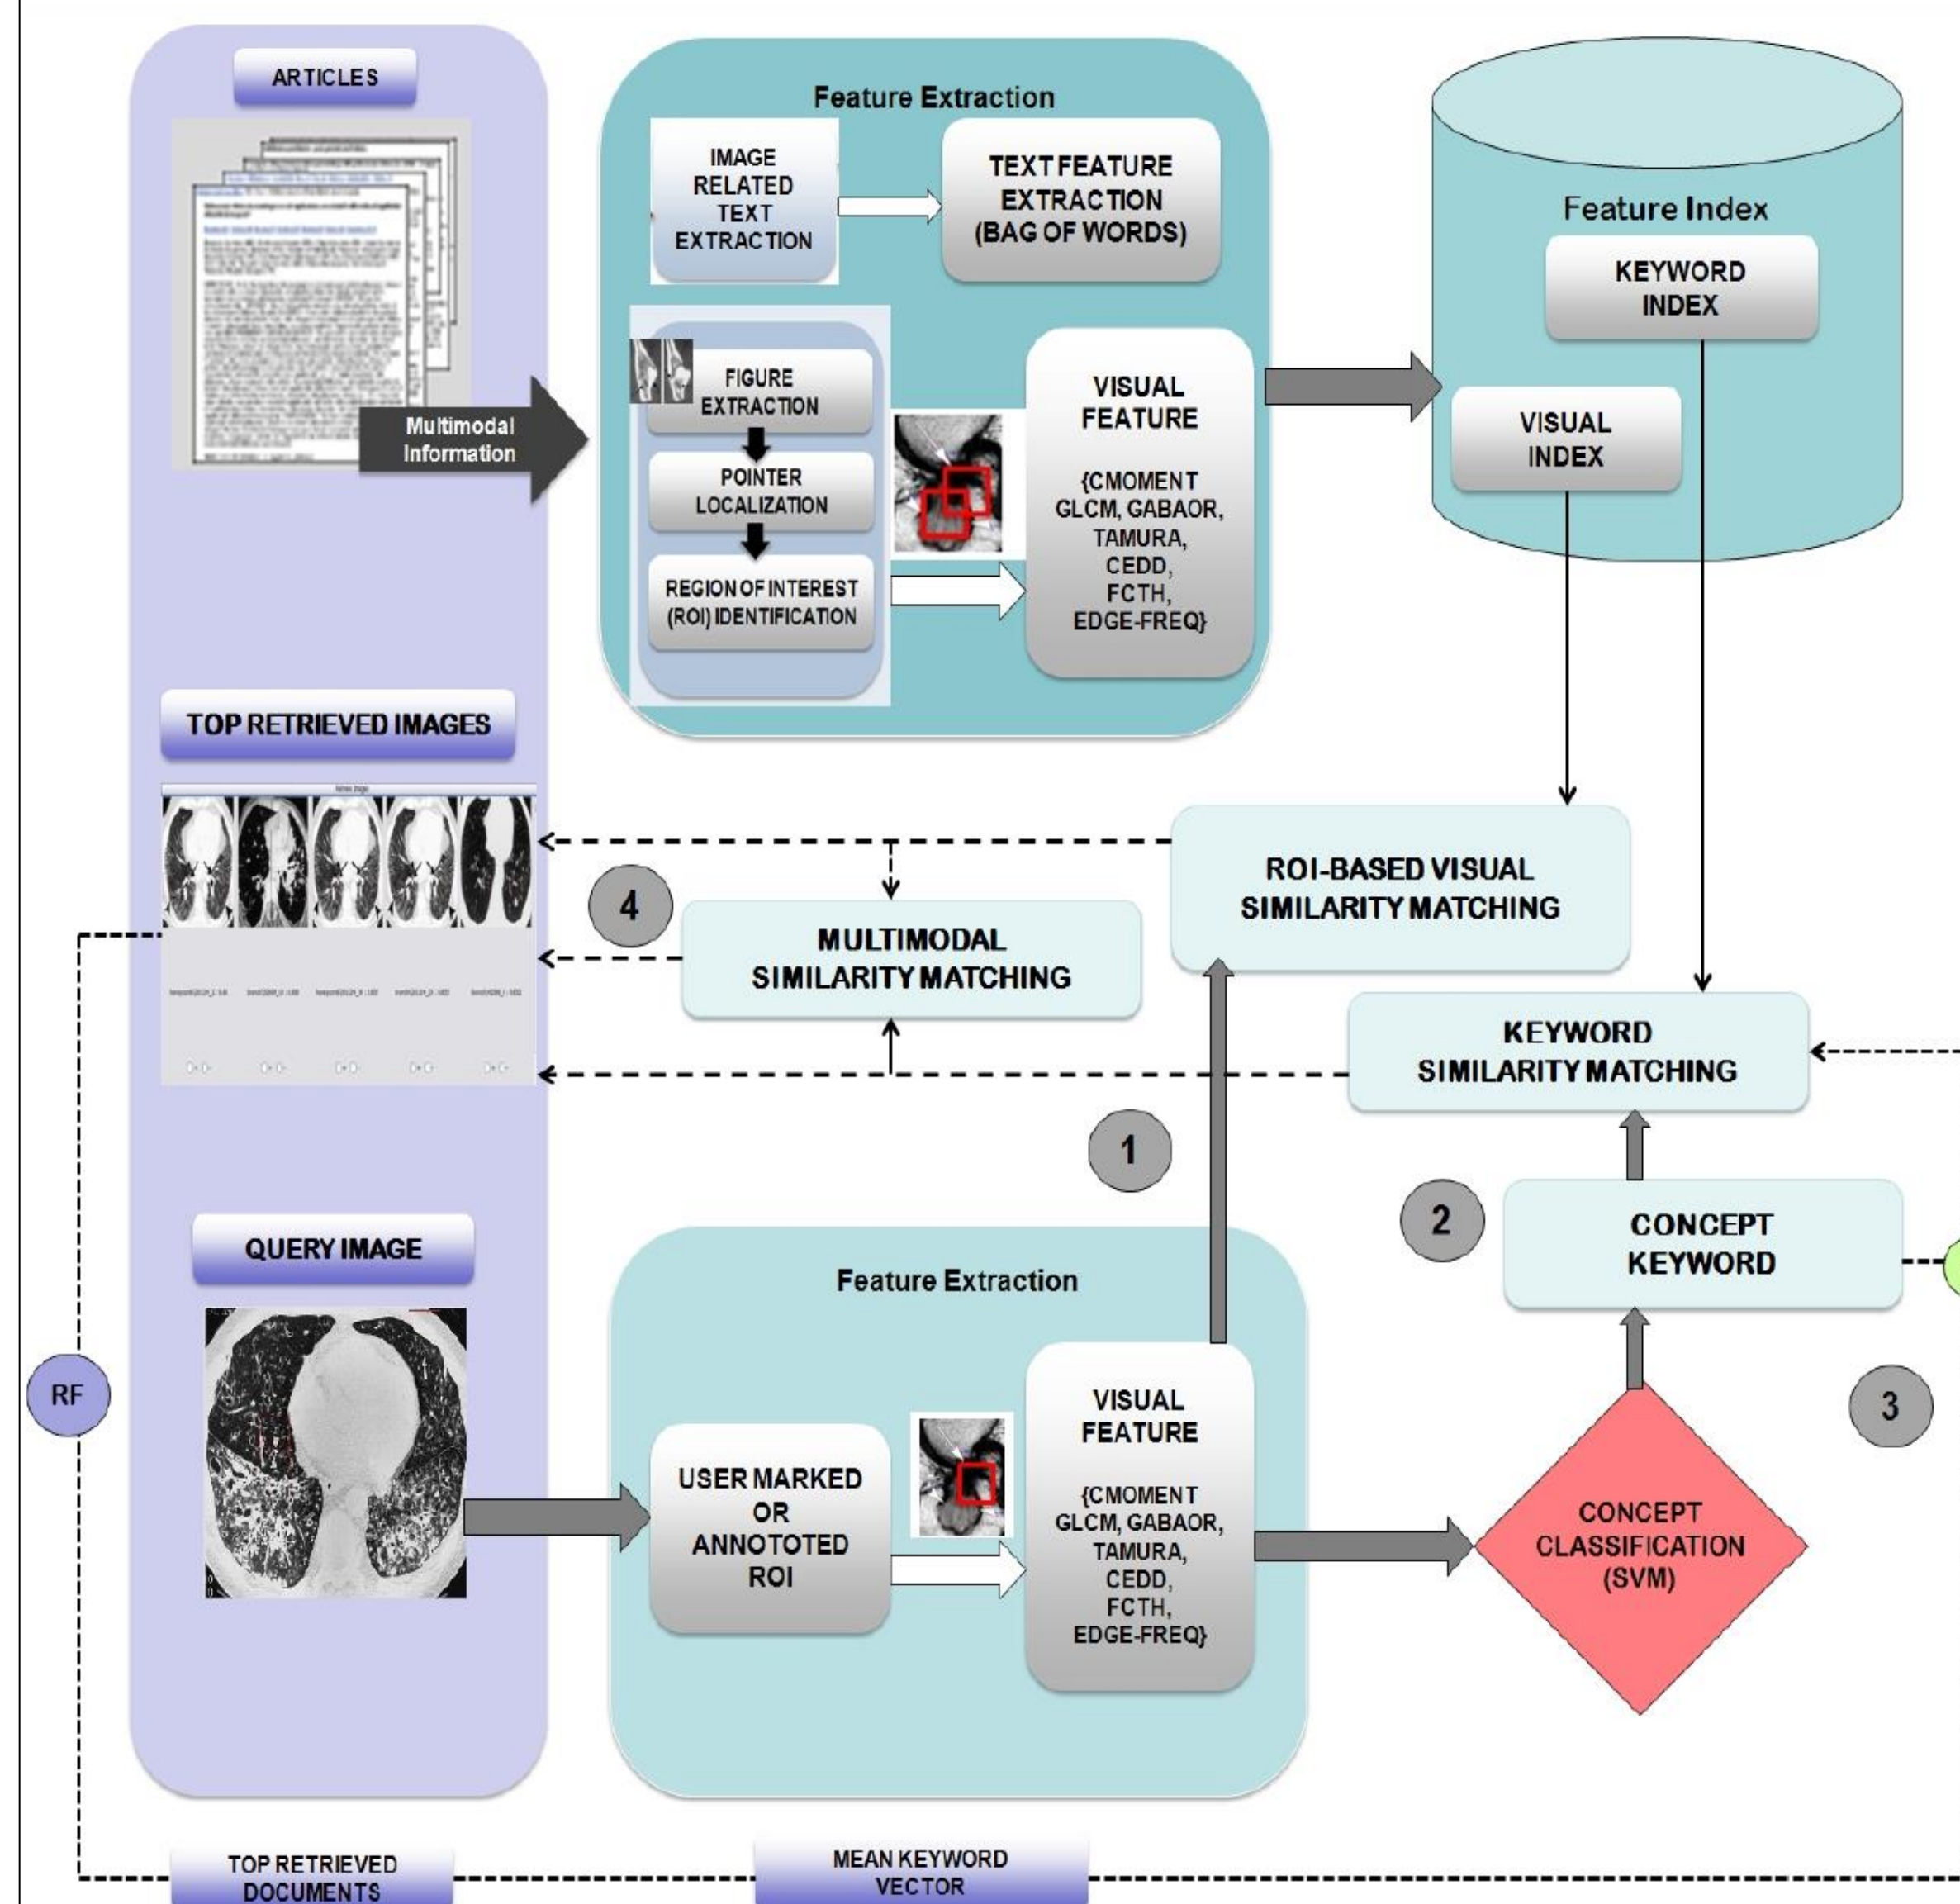 ARTICLES
Multimodal
Information
Feature Extraction
IMAGE
RELATED
TEXT
EXTRACTION
TEXT FEATURE
EXTRACTION
(BAG OF WORDS)
FIGURE
EXTRACTION
POINTER
LOCALIZATION
REGION OF INTEREST
(ROI) IDENTIFICATION
VISUAL
FEATURE
{CMOMENT
GLCM, GABAOR,
TAMURA,
CEDD,
FCTH,
EDGE-FREQ}
Feature Index
KEYWORD
INDEX
VISUAL
INDEX
TOP RETRIEVED IMAGES
ROI-BASED VISUAL
SIMILARITY MATCHING
4
MULTIMODAL
SIMILARITY MATCHING
KEYWORD
SIMILARITY MATCHING
1
2
CONCEPT
KEYWORD
3
QUERY IMAGE
RF
Feature Extraction
USER MARKED
OR
ANNOTOTED
ROI
VISUAL
FEATURE
{CMOMENT
GLCM, GABAOR,
TAMURA,
CEDD,
FCTH,
EDGE-FREQ}
CONCEPT
CLASSIFICATION
(SVM)
TOP RETRIEVED
DOCUMENTS
MEAN KEYWORD
VECTOR